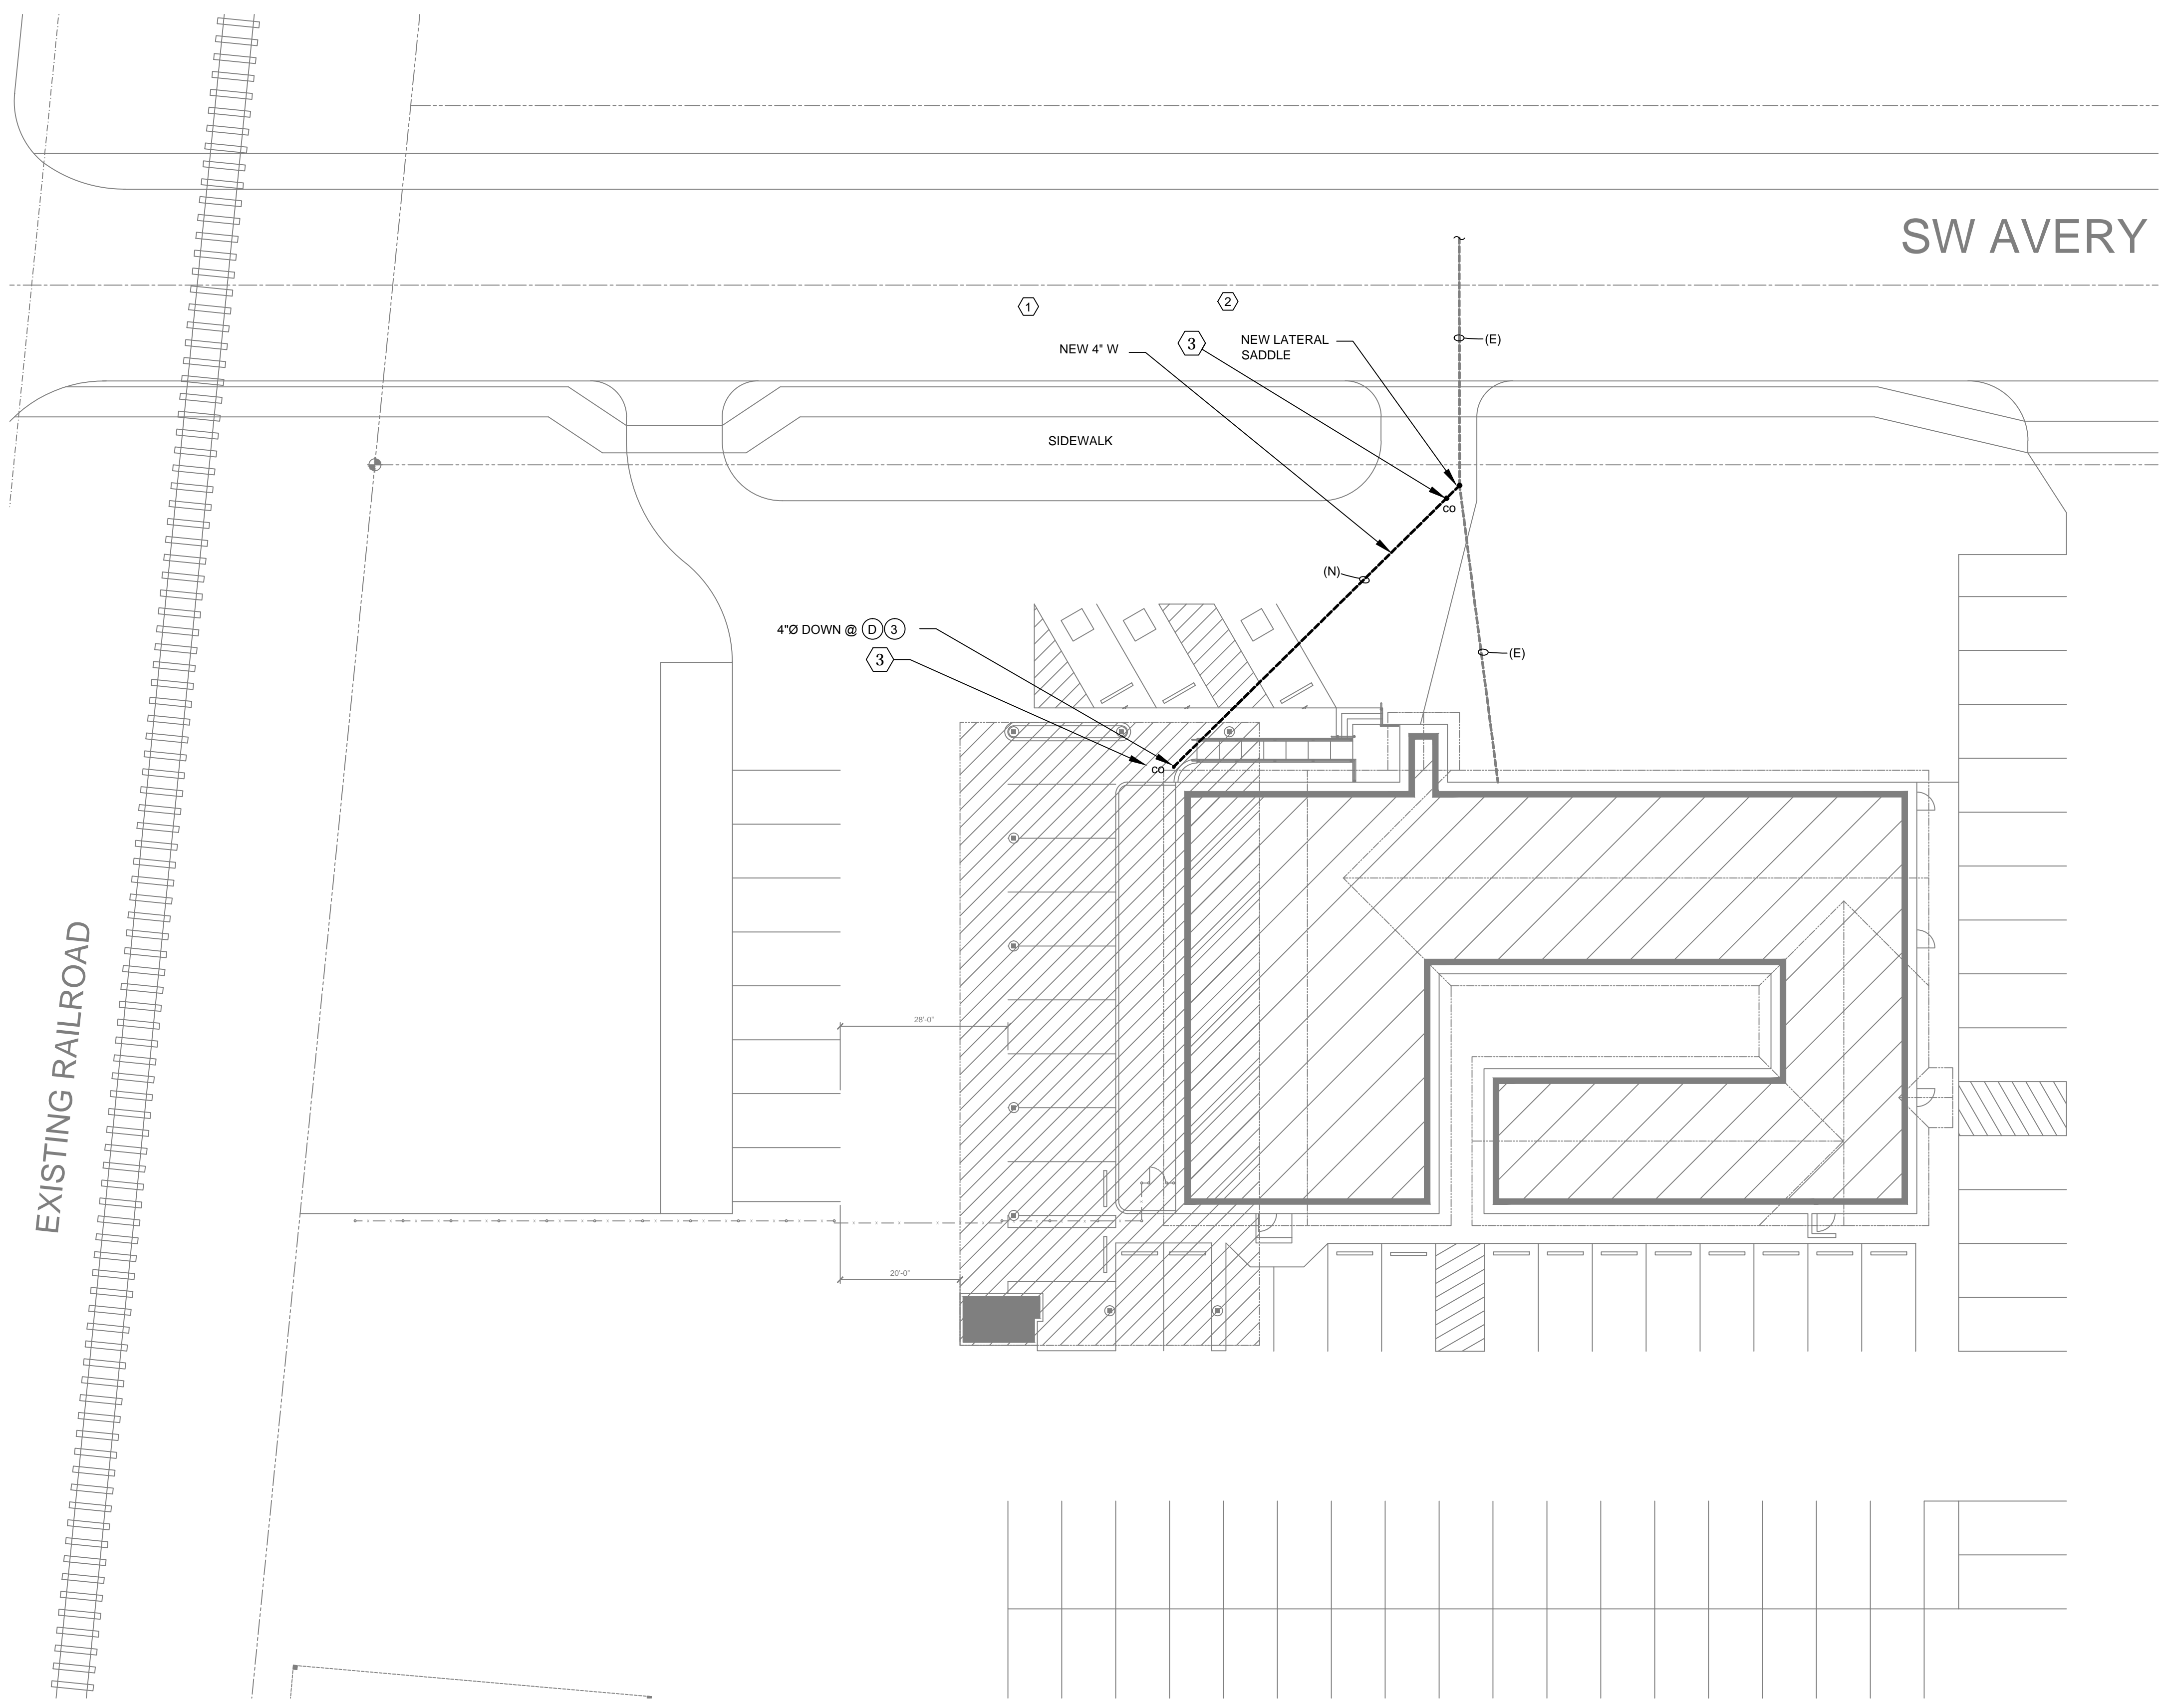 SW AVERY
1
2
3
NEW LATERAL
SADDLE
(E)
NEW 4" W
SIDEWALK
CO
(N)
4"Ø DOWN @ D 3
3
(E)
CO
EXISTING RAILROAD
28'-0"
20'-0"